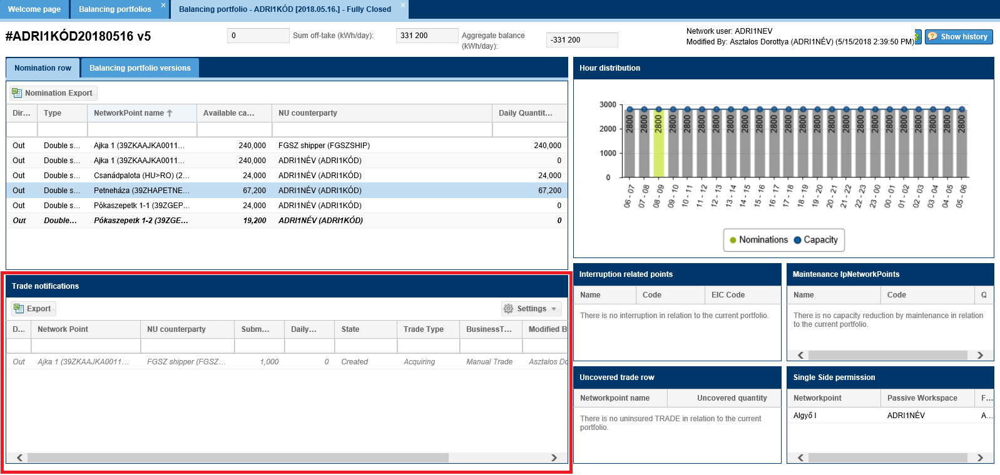 Welcome page
Balancing portfolios
Balancing portfolio - ADRI1KÓD [2018.05.16.] - Fully Closed
#ADRI1KÓD20180516 v5
0
Sum off-take (kWh/day):
331 200
Aggregate balance
(kWh/day):
-331 200
Network user: ADRI1NEV
Modified By: Asztalos Dorottya (ADRI1NÉV) (5/15/2018 2:39:50 PM)
Show history
Nomination row
Balancing portfolio versions
Nomination Export
Dir... Type NetworkPoint name Available ca... NU counterparty Daily Quantit...
Out Double s... Ajka 1 (39ZKAAJKA0011... 240,000 FGSZ shipper (FGSZSHIP) 240,000
Out Double s... Ajka 1 (39ZKAAJKA0011... 240,000 ADRI1NÉV (ADRI1KÓD) 0
Out Double s... Csanádpalota (HU>RO) (2... 24,000 ADRI1NÉV (ADRI1KÓD) 24,000
Out Double s... Petneháza (39ZHAPETNE... 67,200 ADRI1NÉV (ADRI1KÓD) 67,200
Out Double s... Pókaszepetk 1-1 (39ZGEP... 24,000 ADRI1NÉV (ADRI1KÓD) 0
Out Double... Pókaszepetk 1-2 (39ZGE... 19,200 ADRI1NÉV (ADRI1KÓD) 0
Hour distribution
3000
2000
1000
0
2800 2800 2800 2800 2800 2800 2800 2800 2800 2800 2800 2800 2800 2800 2800 2800 2800 2800 2800 2800 2800 2800 2800 2800
06 - 07 07 - 08 08 - 09 09 - 10 10 - 11 11 - 12 12 - 13 13 - 14 14 - 15 15 - 16 16 - 17 17 - 18 18 - 19 19 - 20 20 - 21 21 - 22 22 - 23 23 - 00 00 - 01 01 - 02 02 - 03 03 - 04 04 - 05 05 - 06
Nominations Capacity
Trade notifications
Export
Settings
D... Network Point NU counterparty Subm... Daily... State Trade Type BusinessT... Modified By
Out Ajka 1 (39ZKAAJKA0011... FGSZ shipper (FGSZ... 1,000 0 Created Acquiring Manual Trade Asztalos Do
Interruption related points
Name Code EIC Code
There is no interruption in relation to the current portfolio.
Maintenance IpNetworkPoints
Name Code Q
There is no capacity reduction by maintenance in relation
to the current portfolio.
Uncovered trade row
Networkpoint name Uncovered quantity
There is no uninsured TRADE in relation to the current
portfolio.
Single Side permission
Networkpoint Passive Workspace F...
Algyő I ADRI1NÉV A...